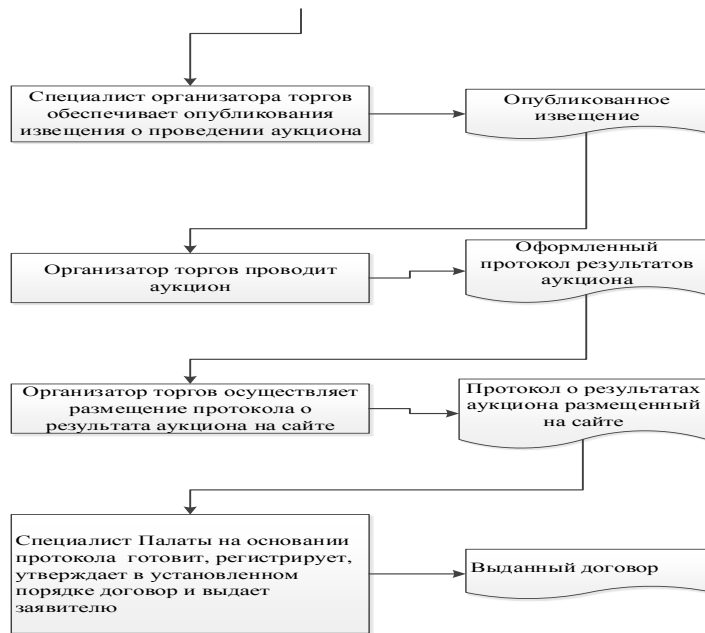 Специалист организатора торгов
обеспечивает опубликования
извещения о проведении аукциона
Опубликованное
извещение
Организатор торгов проводит
аукцион
Оформленный
протокол результатов
аукциона
Организатор торгов осуществляет
размещение протокола о
результата аукциона на сайте
Протокол о результатах
аукциона размещенный
на сайте
Специалист Палаты на основании
протокола готовит, регистрирует,
утверждает в установленном
порядке договор и выдает
заявителю
Выданный договор